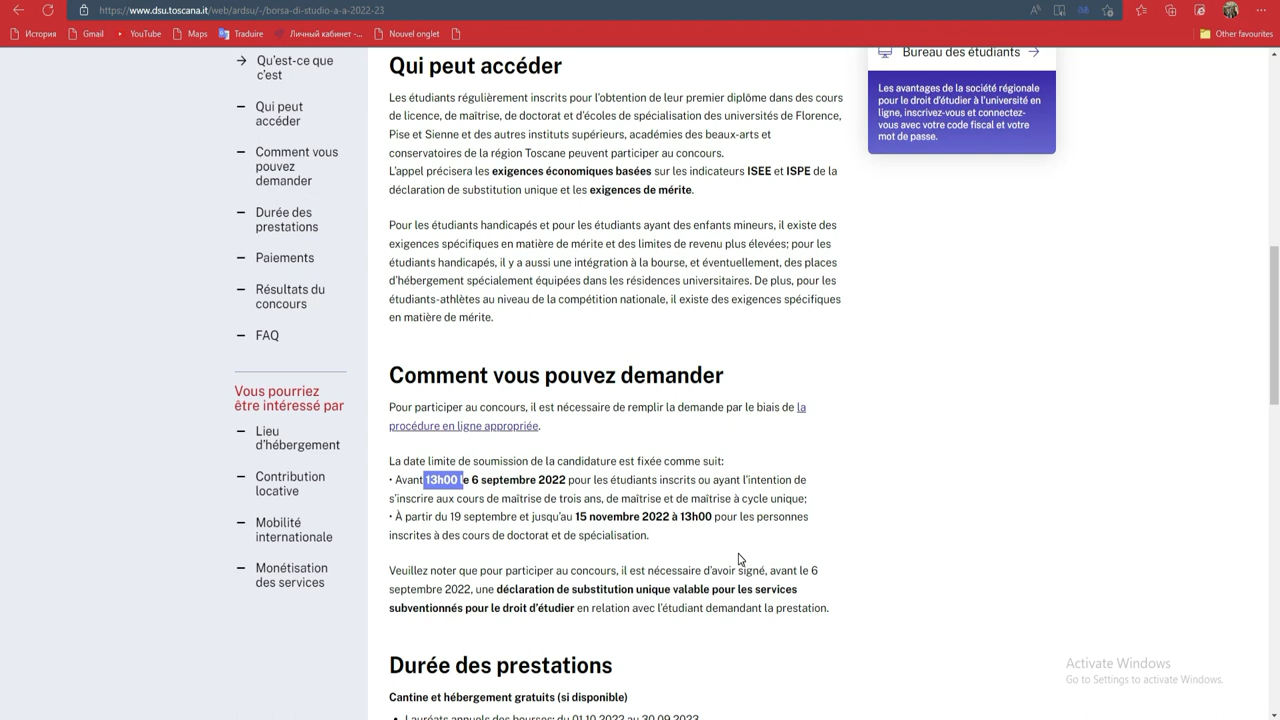 https://www.dsu.toscana.it/web/ardsu/-/borsa-di-studio-a-a-2022-23
История
Gmail
YouTube
Maps
Traduire
Личный кабинет -...
Nouvel onglet
Other favourites
Qu'est-ce que
c'est
Qui peut
accéder
Comment vous
pouvez
demander
Durée des
prestations
Paiements
Résultats du
concours
FAQ
Vous pourriez
être intéressé par
Lieu
d'hébergement
Contribution
locative
Mobilité
internationale
Monétisation
des services
Qui peut accéder
Les étudiants régulièrement inscrits pour l'obtention de leur premier diplôme dans des cours
de licence, de maîtrise, de doctorat et d'écoles de spécialisation des universités de Florence,
Pise et Sienne et des autres instituts supérieurs, académies des beaux-arts et
conservatoires de la région Toscane peuvent participer au concours.
L'appel précisera les exigences économiques basées sur les indicateurs ISEE et ISPE de la
déclaration de substitution unique et les exigences de mérite.
Pour les étudiants handicapés et pour les étudiants ayant des enfants mineurs, il existe des
exigences spécifiques en matière de mérite et des limites de revenu plus élevées; pour les
étudiants handicapés, il y a aussi une intégration à la bourse, et éventuellement, des places
d'hébergement spécialement équipées dans les résidences universitaires. De plus, pour les
étudiants-athlètes au niveau de la compétition nationale, il existe des exigences spécifiques
en matière de mérite.
Comment vous pouvez demander
Pour participer au concours, il est nécessaire de remplir la demande par le biais de la
procédure en ligne appropriée.
La date limite de soumission de la candidature est fixée comme suit:
• Avant 13h00 le 6 septembre 2022 pour les étudiants inscrits ou ayant l'intention de
s'inscrire aux cours de maîtrise de trois ans, de maîtrise et de maîtrise à cycle unique;
• À partir du 19 septembre et jusqu'au 15 novembre 2022 à 13h00 pour les personnes
inscrites à des cours de doctorat et de spécialisation.
Veuillez noter que pour participer au concours, il est nécessaire d'avoir signé, avant le 6
septembre 2022, une déclaration de substitution unique valable pour les services
subventionnés pour le droit d'étudier en relation avec l'étudiant demandant la prestation.
Durée des prestations
Cantine et hébergement gratuits (si disponible)
• Lauréats annuels des bourses: du 01.10.2022 au 30.09.2023
Bureau des étudiants
Les avantages de la société régionale
pour le droit d'étudier à l'université en
ligne, inscrivez-vous et connectez-
vous avec votre code fiscal et votre
mot de passe.
Activate Windows
Go to Settings to activate Windows.